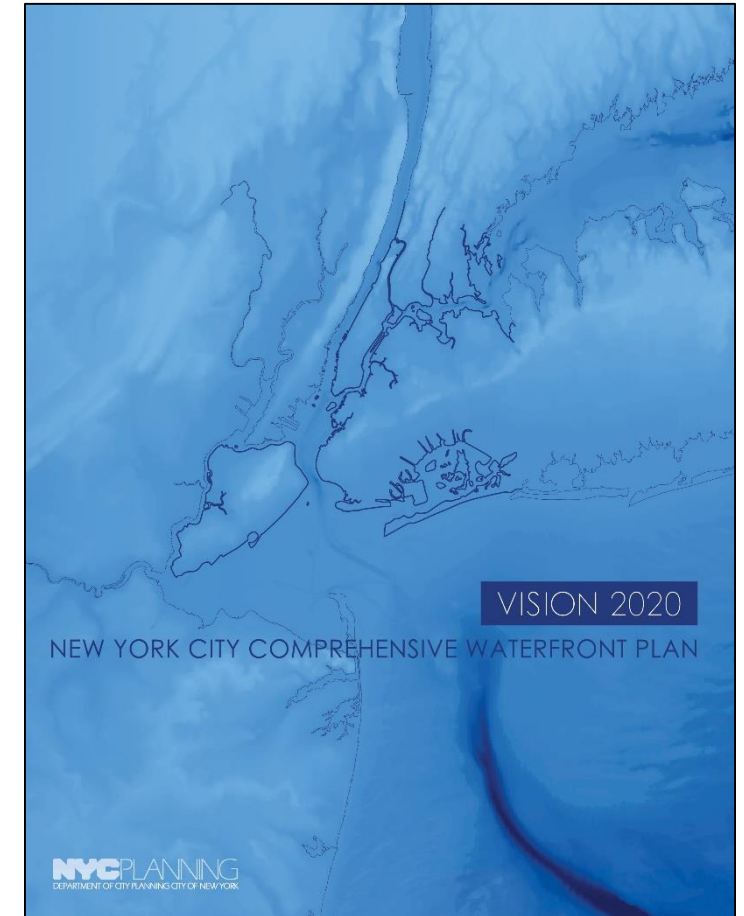 VISION 2020
NEW YORK CITY COMPREHENSIVE WATERFRONT PLAN
NYCPLANNING
DEPARTMENT OF CITY PLANNING CITY OF NEW YORK